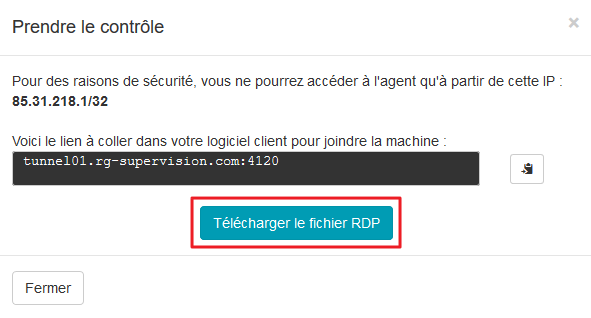 Prendre le contrôle
×
Pour des raisons de sécurité, vous ne pourrez accéder à l'agent qu'à partir de cette IP :
85.31.218.1/32
Voici le lien à coller dans votre logiciel client pour joindre la machine :
tunnel01.rg-supervision.com:4120
Télécharger le fichier RDP
Fermer